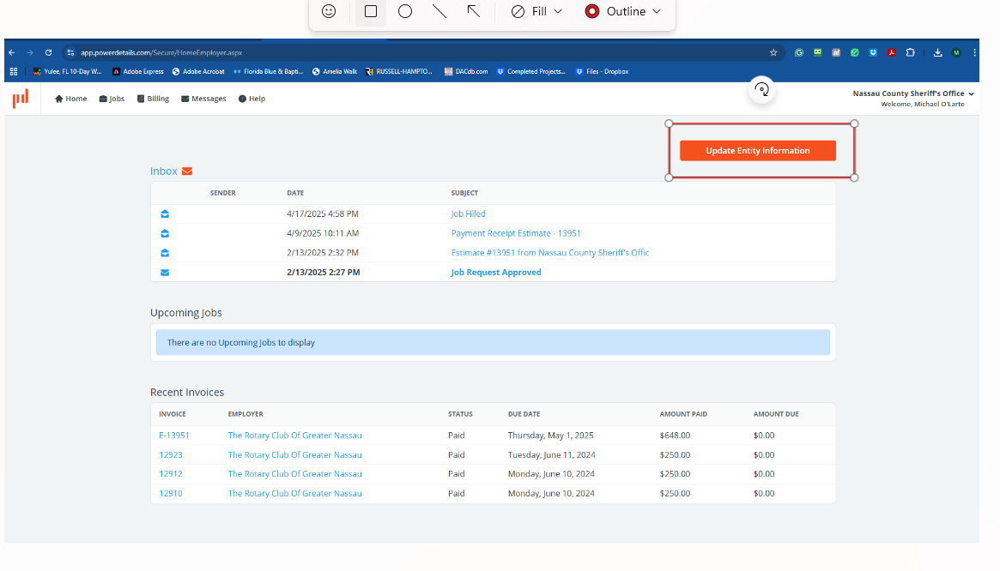 Fill
Outline
app.powerdetails.com/Secure/HomeEmployer.aspx
Yulee, FL 10-Day W...
Adobe Express
Adobe Acrobat
Florida Blue & Bapti...
Amelia Walk
RUSSELL-HAMPTO...
DACdb.com
Completed Projects...
Files - Dropbox
Home
Jobs
Billing
Messages
Help
Nassau County Sheriff's Office
Welcome, Michael O'Larte
Update Entity Information
Inbox
SENDER DATE SUBJECT
4/17/2025 4:58 PM Job Filled
4/9/2025 10:11 AM Payment Receipt Estimate - 13951
2/13/2025 2:32 PM Estimate #13951 from Nassau County Sheriff's Offic
2/13/2025 2:27 PM Job Request Approved
Upcoming Jobs
There are no Upcoming Jobs to display
Recent Invoices
INVOICE EMPLOYER STATUS DUE DATE AMOUNT PAID AMOUNT DUE
E-13951 The Rotary Club Of Greater Nassau Paid Thursday, May 1, 2025 $648.00 $0.00
12923 The Rotary Club Of Greater Nassau Paid Tuesday, June 11, 2024 $250.00 $0.00
12912 The Rotary Club Of Greater Nassau Paid Monday, June 10, 2024 $250.00 $0.00
12910 The Rotary Club Of Greater Nassau Paid Monday, June 10, 2024 $250.00 $0.00